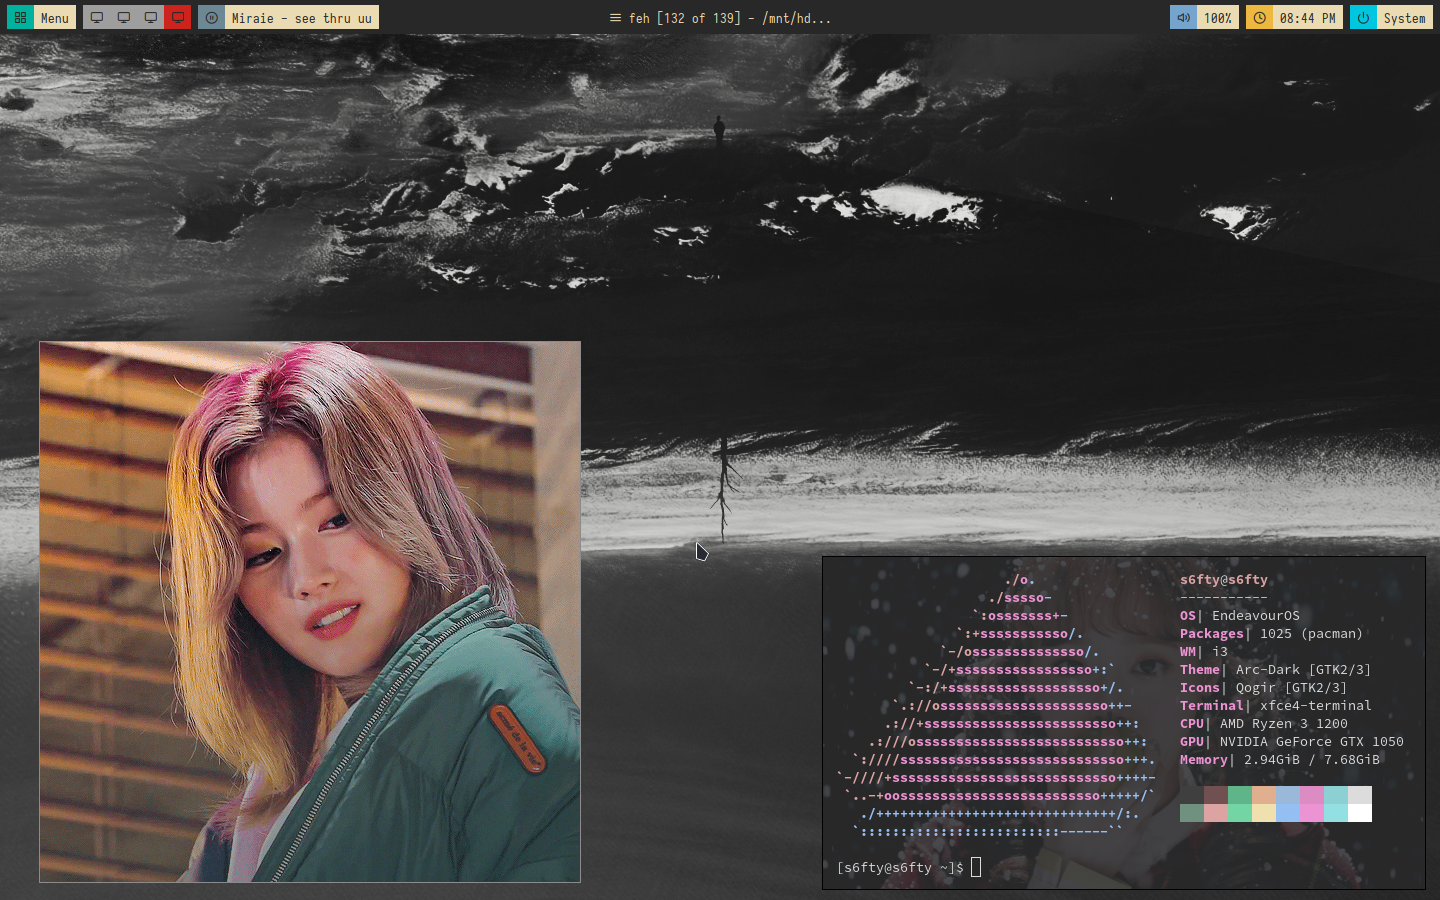 Menu
Miraie - see thru uu
feh [132 of 139] - /mnt/hd...
100%
08:44 PM
System
./o.
./sssso-
`:osssssss+-
`:+sssssssssso/.
`-/ossssssssssssso/.
`-/+sssssssssssssssso+:`
`-:/+sssssssssssssssssso+/.
`.://osssssssssssssssssssso++-
.://+ssssssssssssssssssssssso++:
.:///ossssssssssssssssssssssssso++:
`:////ssssssssssssssssssssssssssso+++.
`-////+ssssssssssssssssssssssssssso++++-
`..-+oosssssssssssssssssssssssso+++++/`
./++++++++++++++++++++++++++++++/:.
`:::::::::::::::::::::::::------``
s6fty@s6fty
-----------
OS| EndeavourOS
Packages| 1025 (pacman)
WM| i3
Theme| Arc-Dark [GTK2/3]
Icons| Qogir [GTK2/3]
Terminal| xfce4-terminal
CPU| AMD Ryzen 3 1200
GPU| NVIDIA GeForce GTX 1050
Memory| 2.94GiB / 7.68GiB
[s6fty@s6fty ~]$